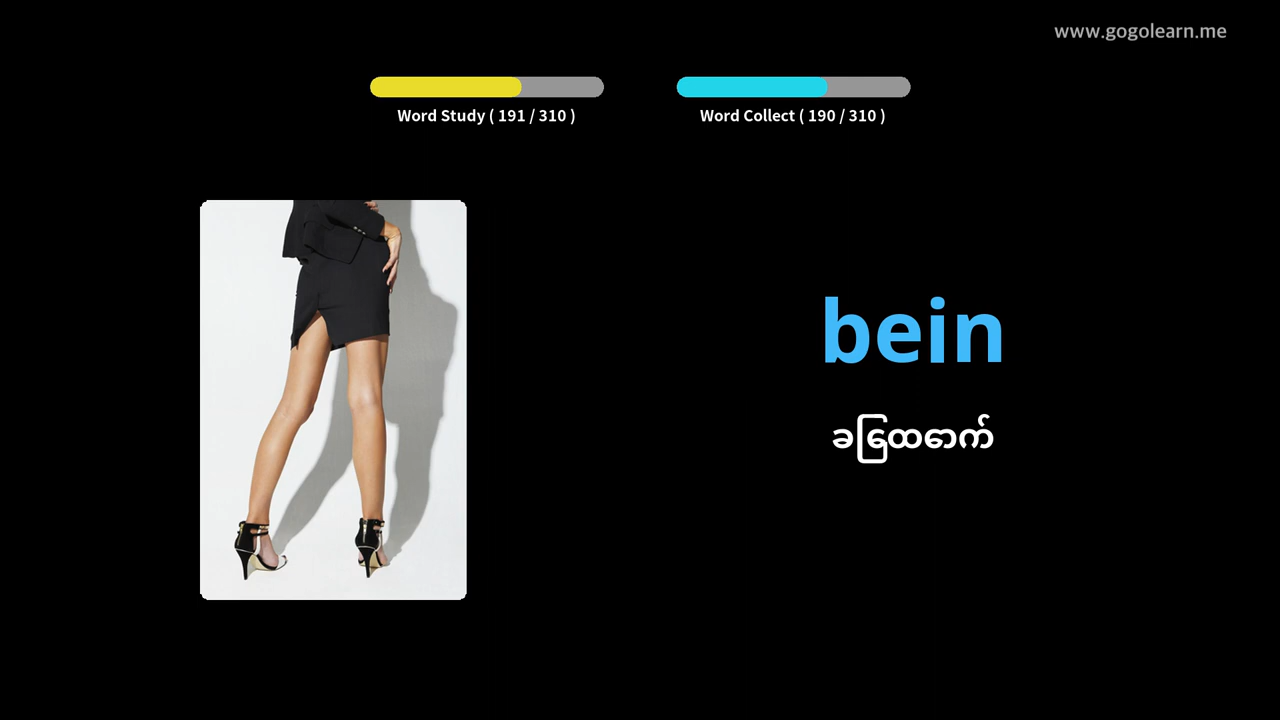 www.gogolearn.me
Word Study ( 191 / 310 )
Word Collect ( 190 / 310 )
bein
ခြေထောက်